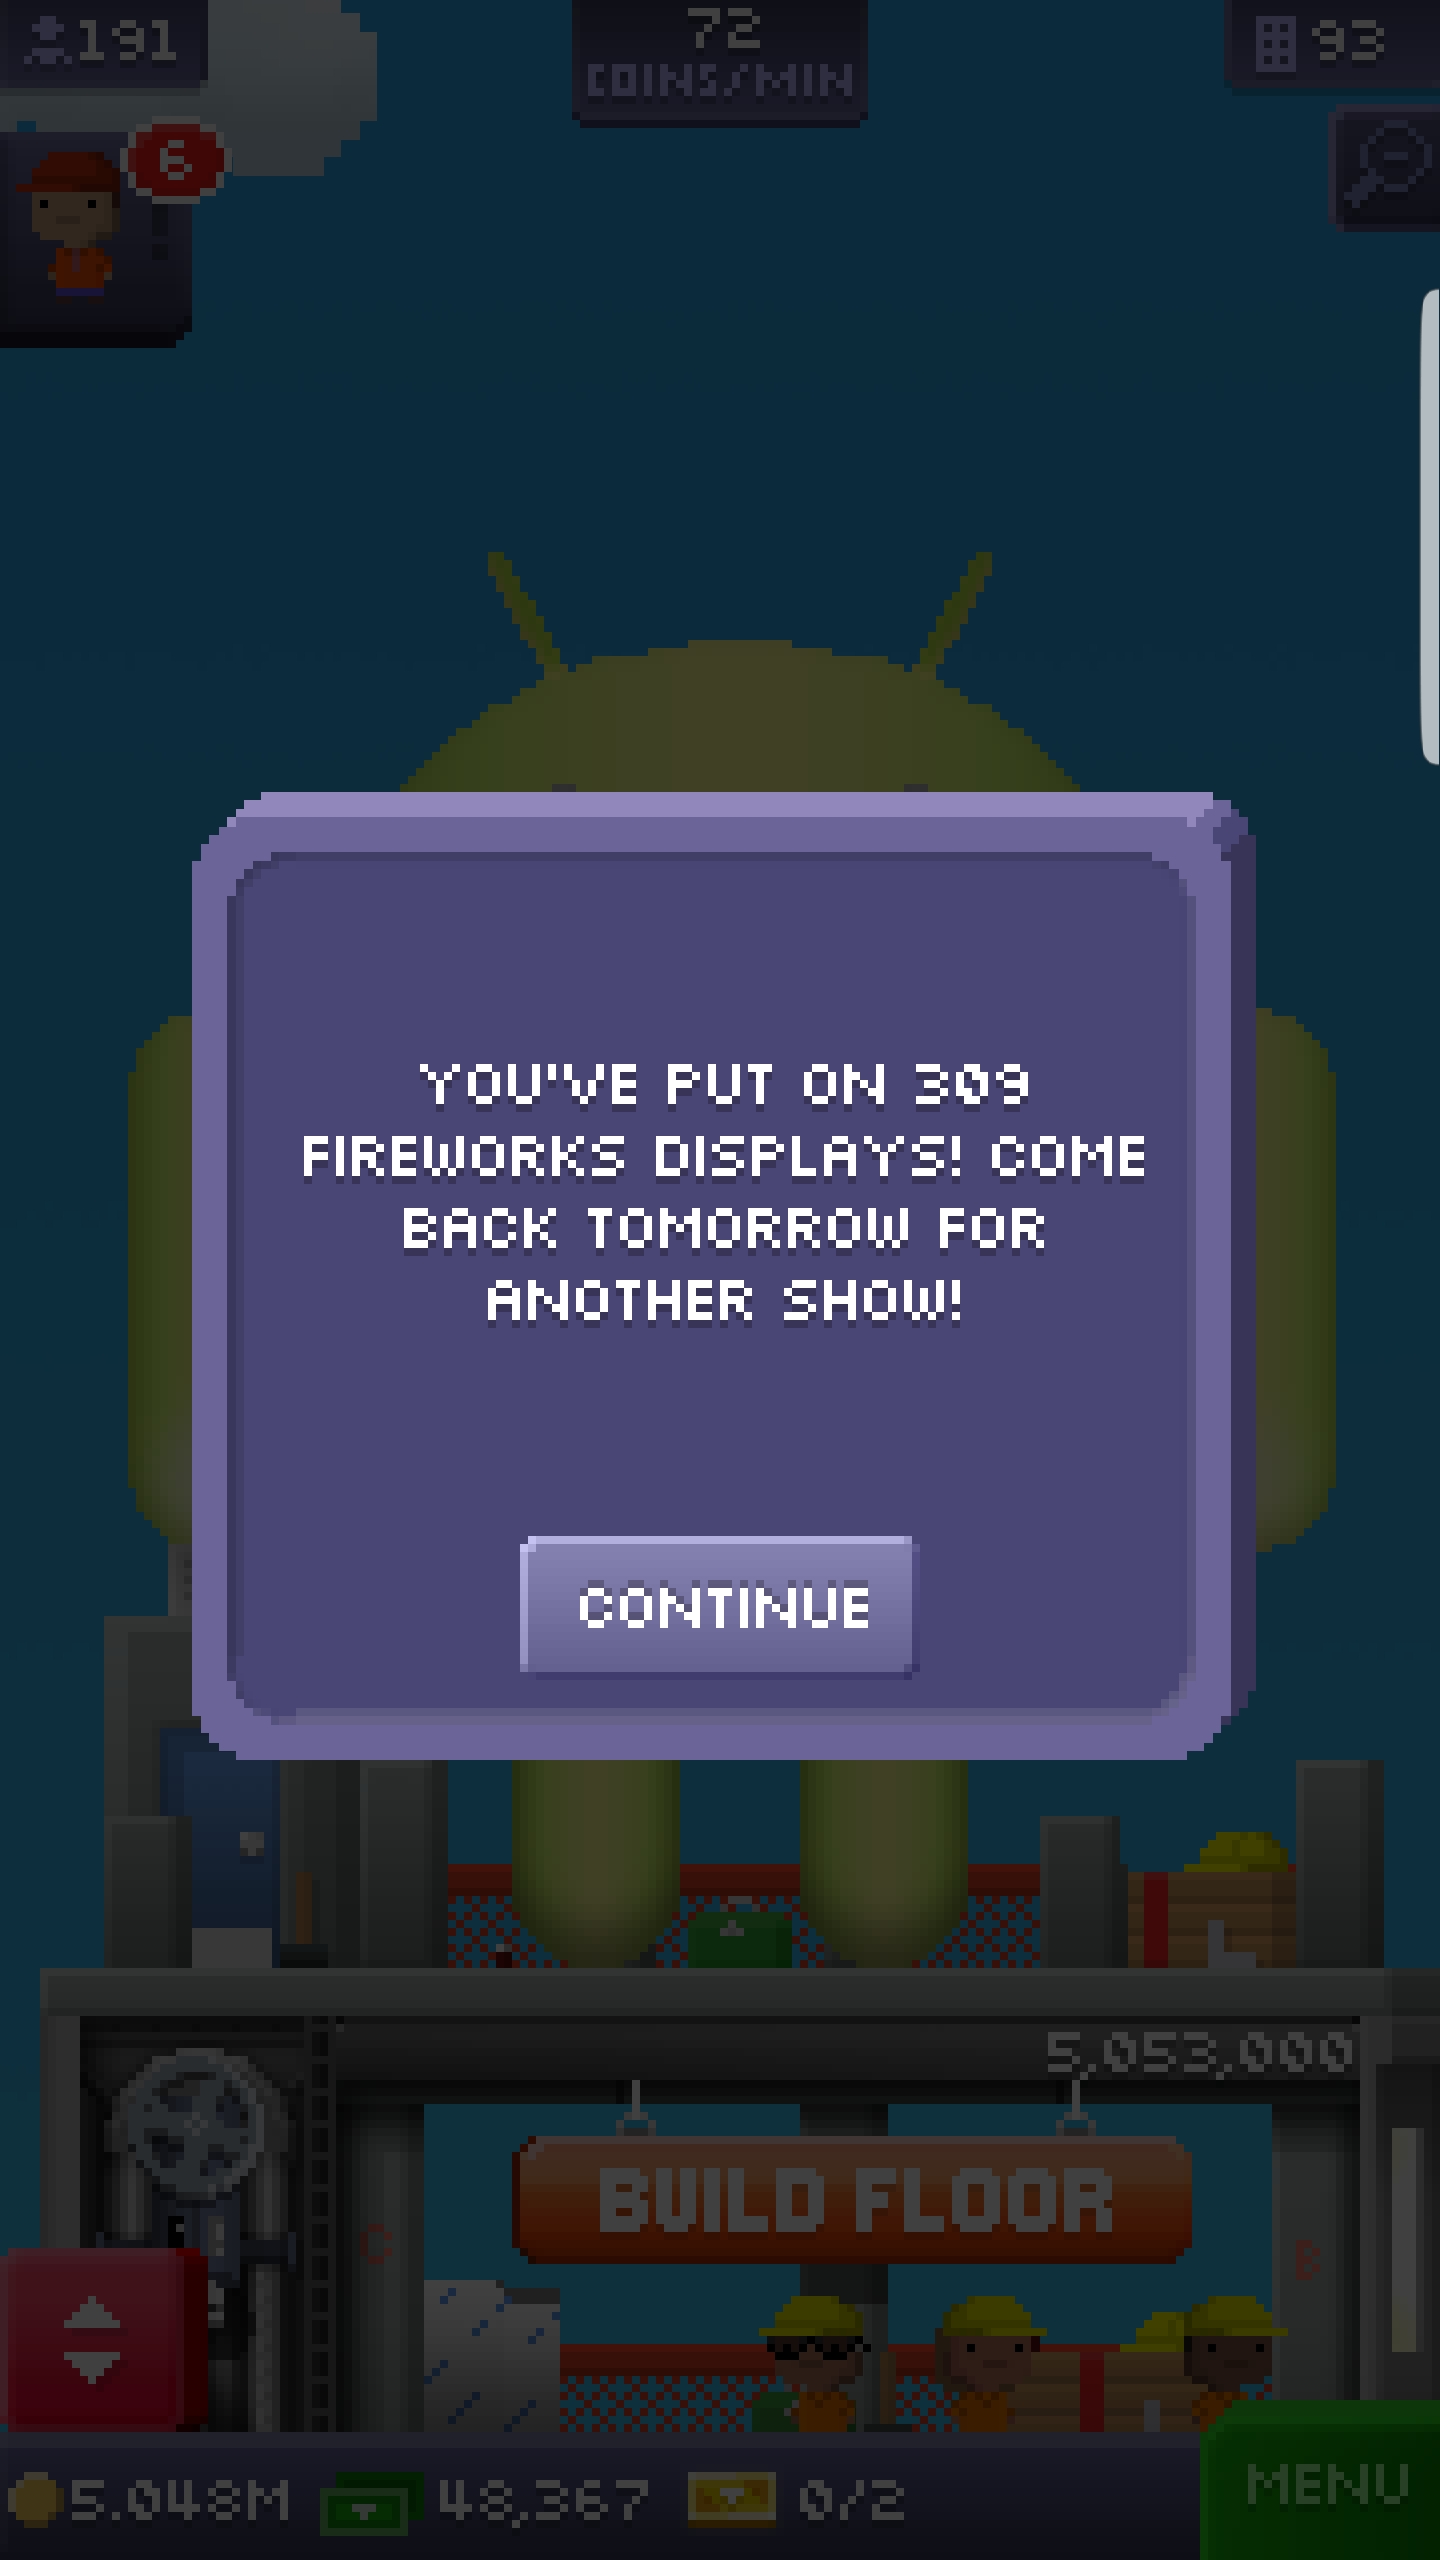 191
72
COINS/MIN
93
6
YOU'VE PUT ON 309
FIREWORKS DISPLAYS! COME
BACK TOMORROW FOR
ANOTHER SHOW!
CONTINUE
5,053,000
BUILD FLOOR
C
B
5.048M
48,367
0/2
MENU